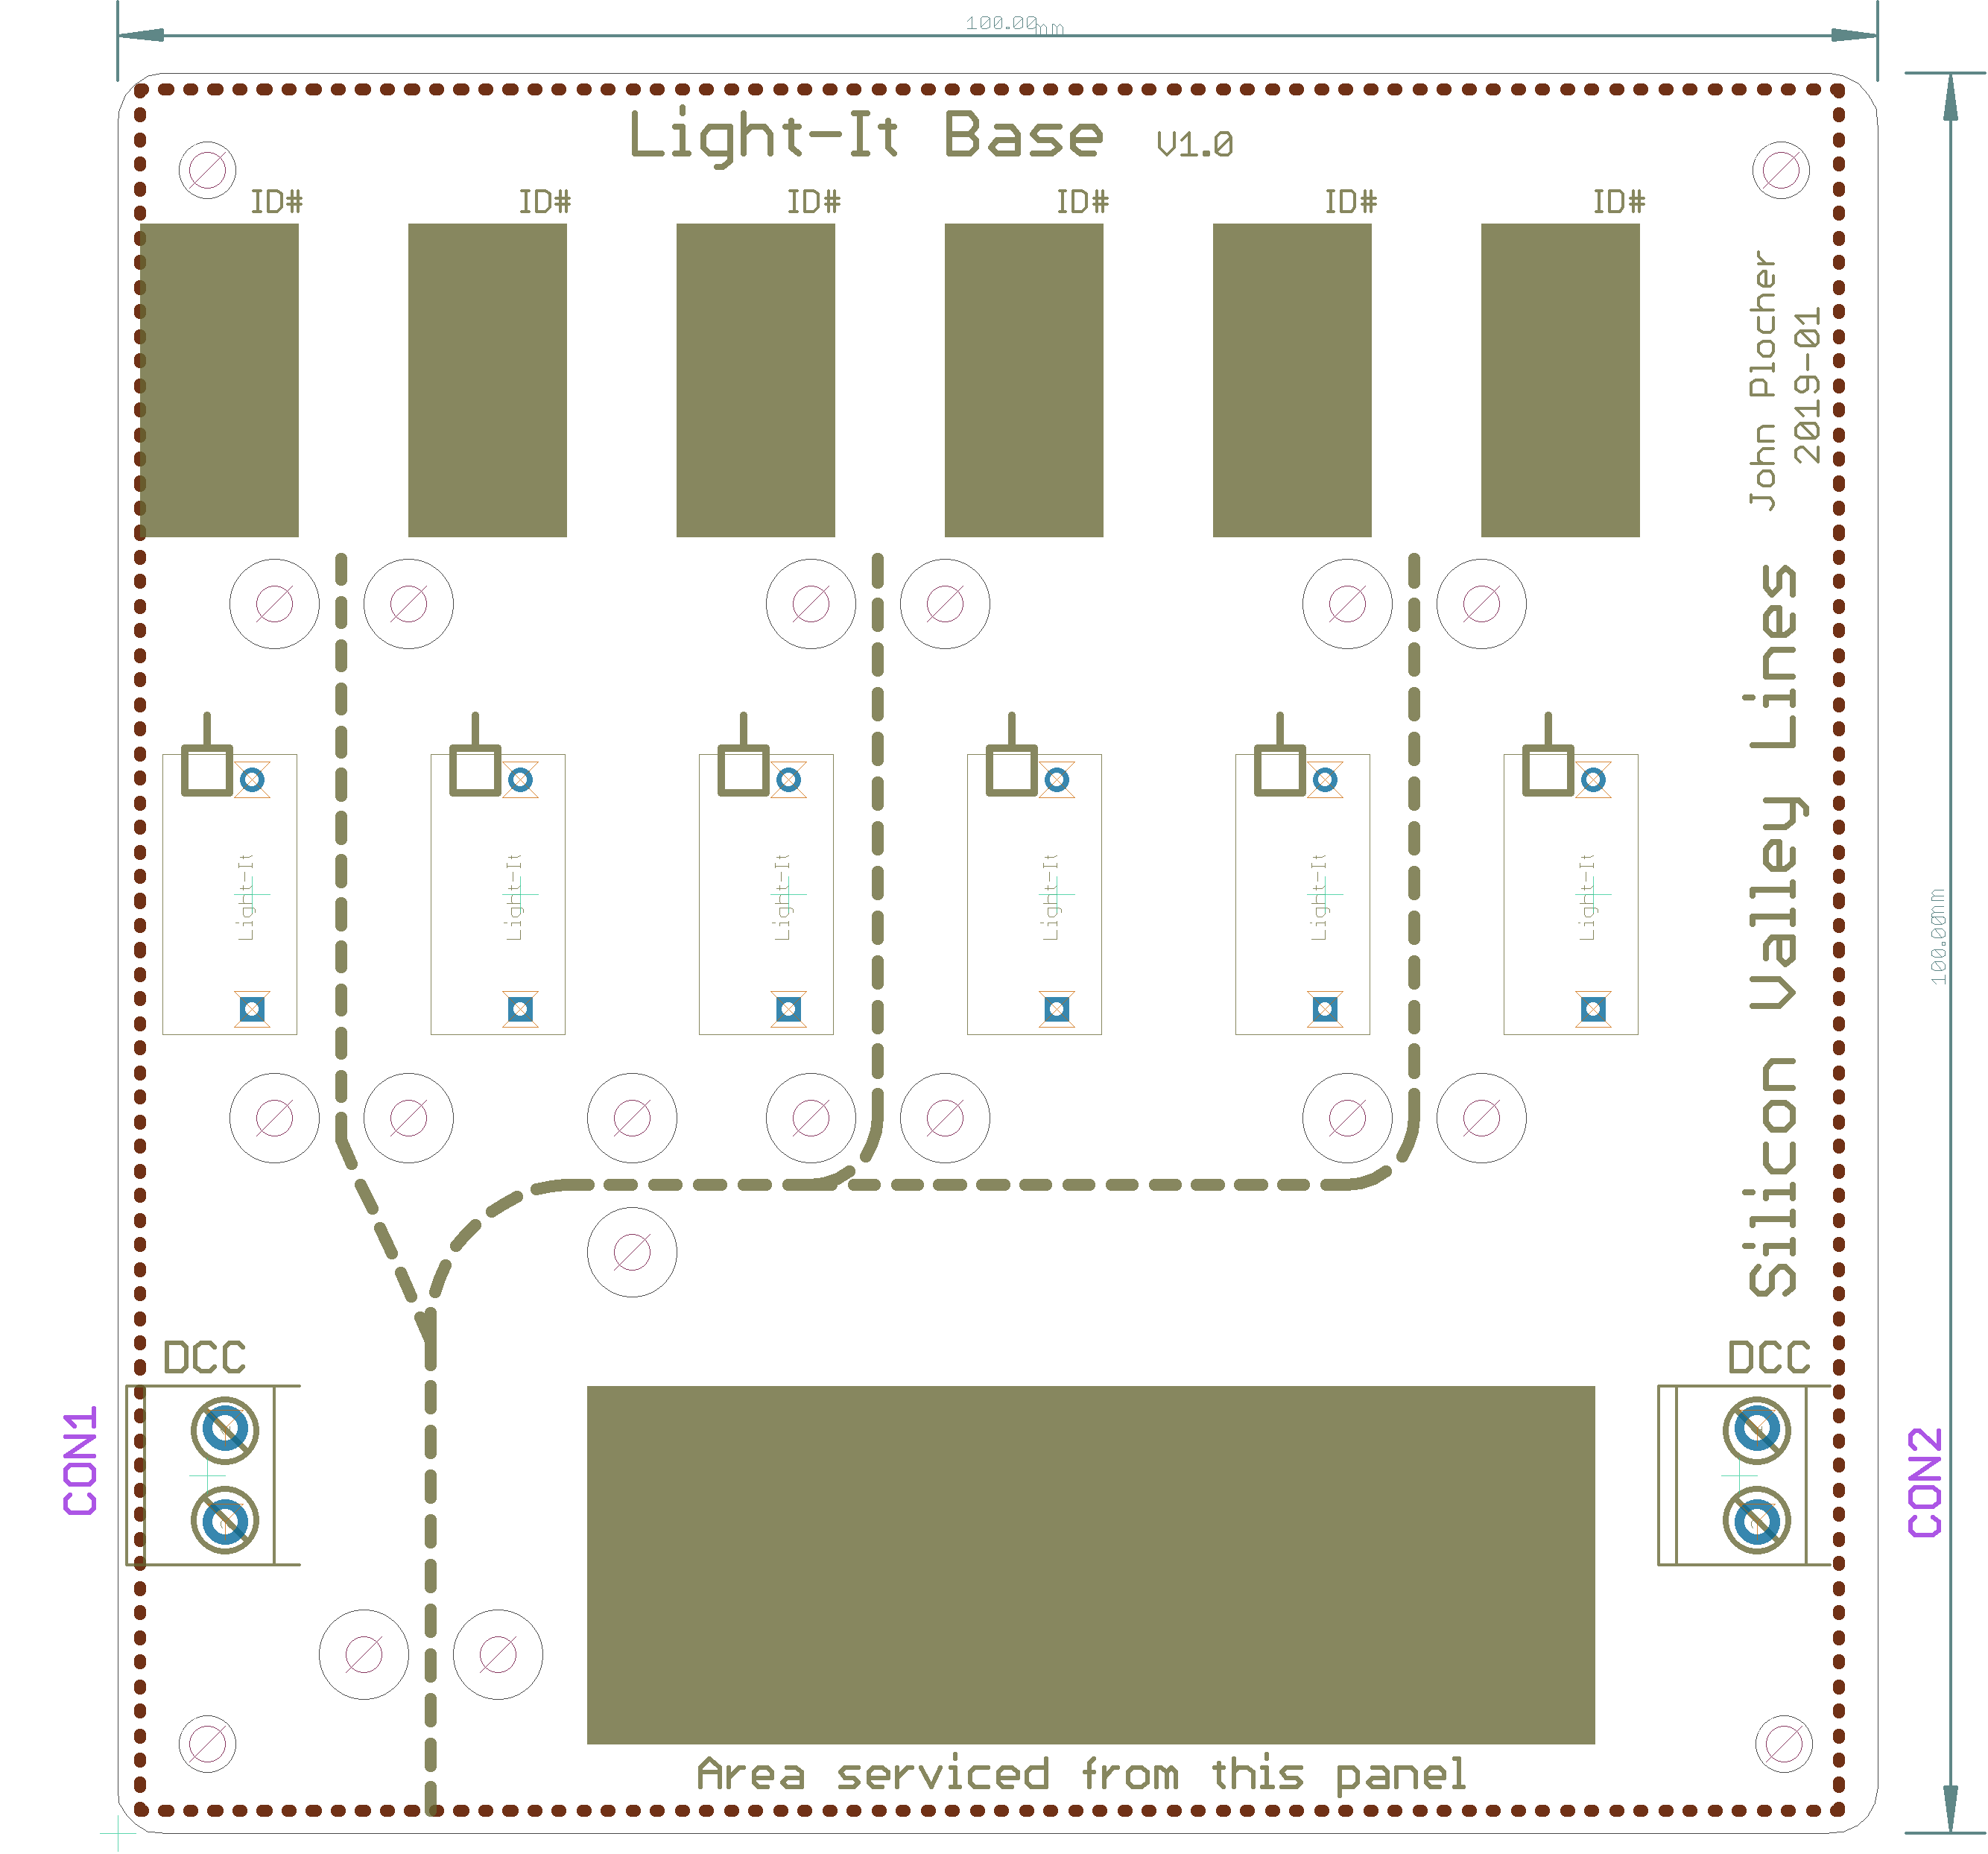 100.00mm
Light-It Base V1.0
ID# ID# ID# ID# ID# ID#
John Plocher
2019-01
Silicon Valley Lines
Light-It Light-It Light-It Light-It Light-It Light-It
100.00mm
DCC DCC
CON1
CON2
Area serviced from this panel